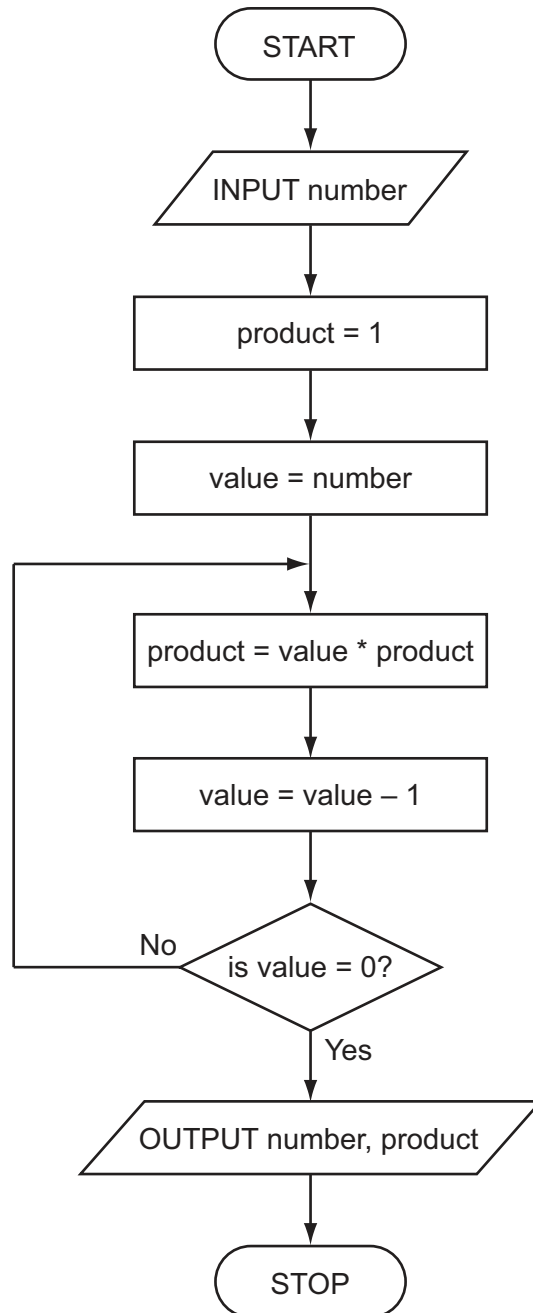 START
INPUT number
product = 1
value = number
product = value * product
value = value – 1
is value = 0?
No
Yes
OUTPUT number, product
STOP